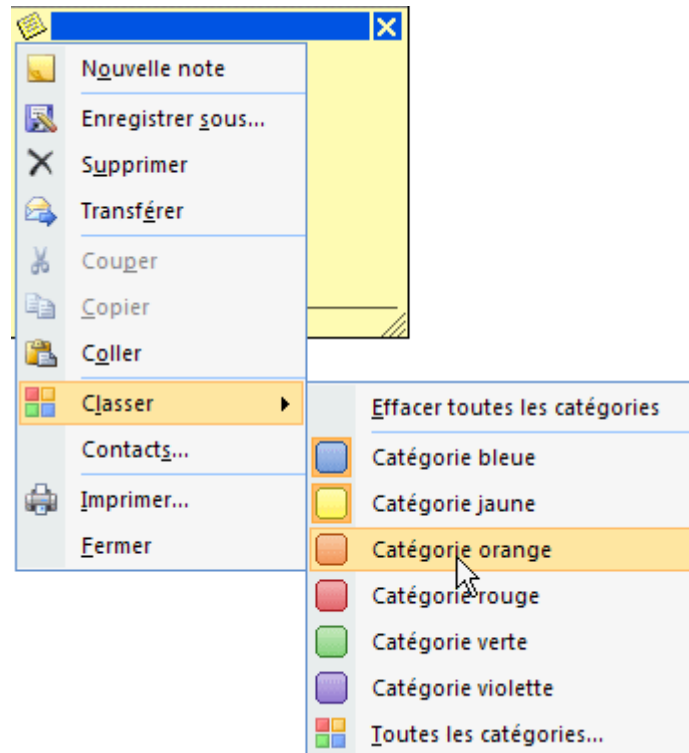 Nouvelle note
Enregistrer sous...
Supprimer
Transférer
Couper
Copier
Coller
Classer
Contacts...
Imprimer...
Fermer
Effacer toutes les catégories
Catégorie bleue
Catégorie jaune
Catégorie orange
Catégorie rouge
Catégorie verte
Catégorie violette
Toutes les catégories...